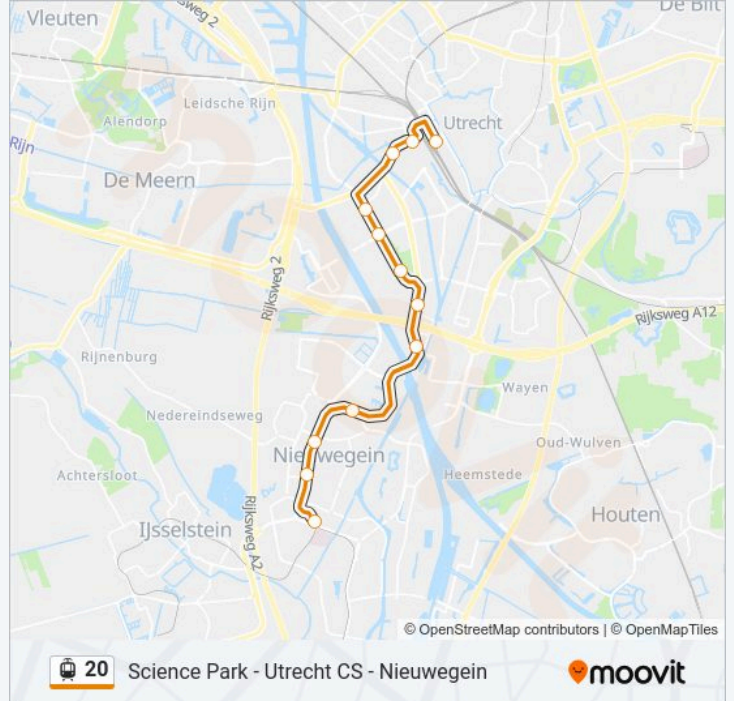 Vleuten
sweg 2
De Bilt
Leidsche Rijn
Alendorp
Utrecht
Rijn
De Meern
Rijksweg 2
Rijksweg A12
Rijnenburg
Wayen
Nedereindseweg
Oud-Wulven
Nieuwegein
Achtersloot
Heemstede
Houten
IJsselstein
Rijksweg A2
© OpenStreetMap contributors | © OpenMapTiles
20 Science Park - Utrecht CS - Nieuwegein moovit